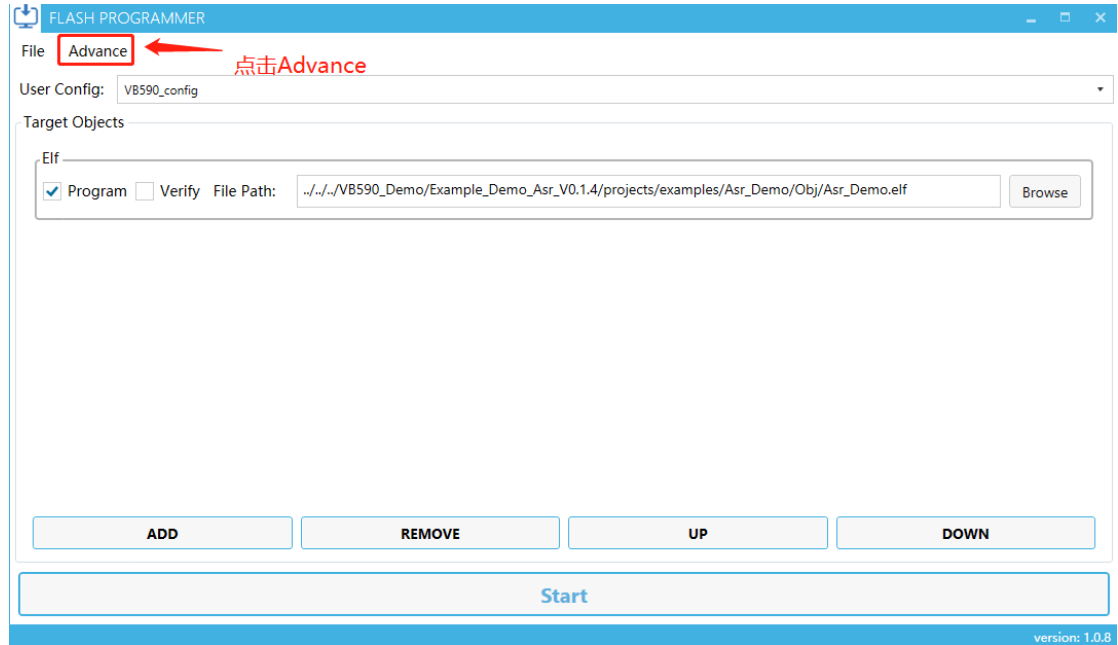 FLASH PROGRAMMER
File Advance
点击Advance
User Config: VB590_config
Target Objects
Elf
Program Verify File Path: ../../../VB590_Demo/Example_Demo_Asr_V0.1.4/projects/examples/Asr_Demo/Obj/Asr_Demo.elf Browse
ADD REMOVE UP DOWN
Start
version: 1.0.8